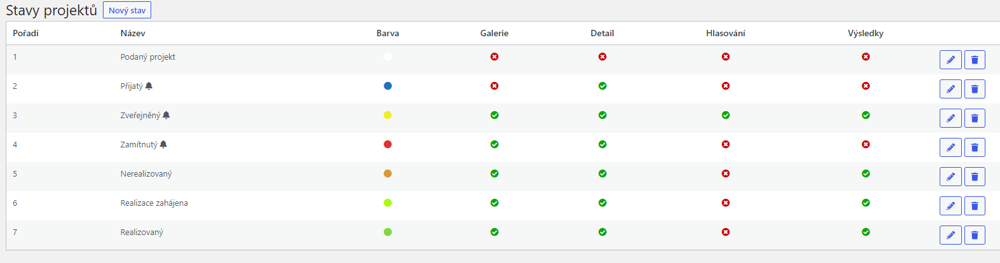 Stavy projektů Nový stav
Pořadí Název Barva Galerie Detail Hlasování Výsledky
1 Podaný projekt
2 Přijatý
3 Zveřejněný
4 Zamítnutý
5 Nerealizovaný
6 Realizace zahájena
7 Realizovaný